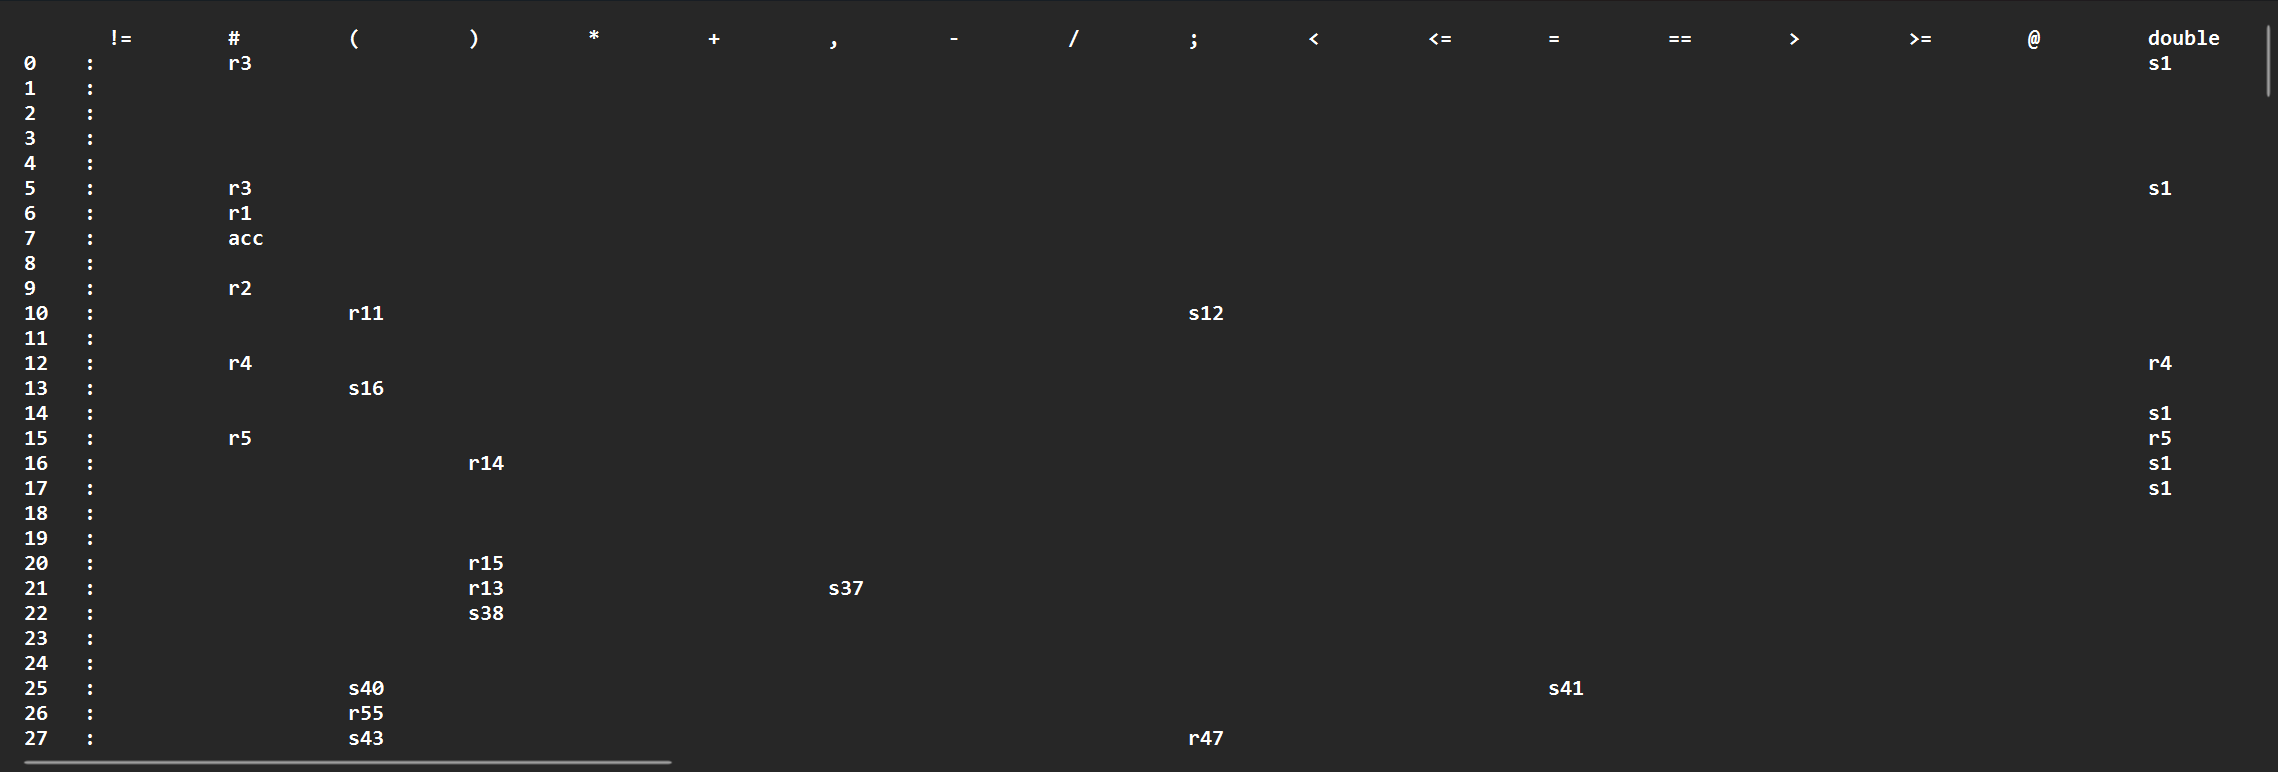 != # ( ) * + , - / ; < <= = == > >= @ double
0 : r3 s1
1 :
2 :
3 :
4 :
5 : r3 s1
6 : r1
7 : acc
8 :
9 : r2
10 : r11 s12
11 :
12 : r4 r4
13 : s16
14 : s1
15 : r5 r5
16 : r14 s1
17 : s1
18 :
19 :
20 : r15
21 : r13 s37
22 : s38
23 :
24 :
25 : s40 s41
26 : r55
27 : s43 r47